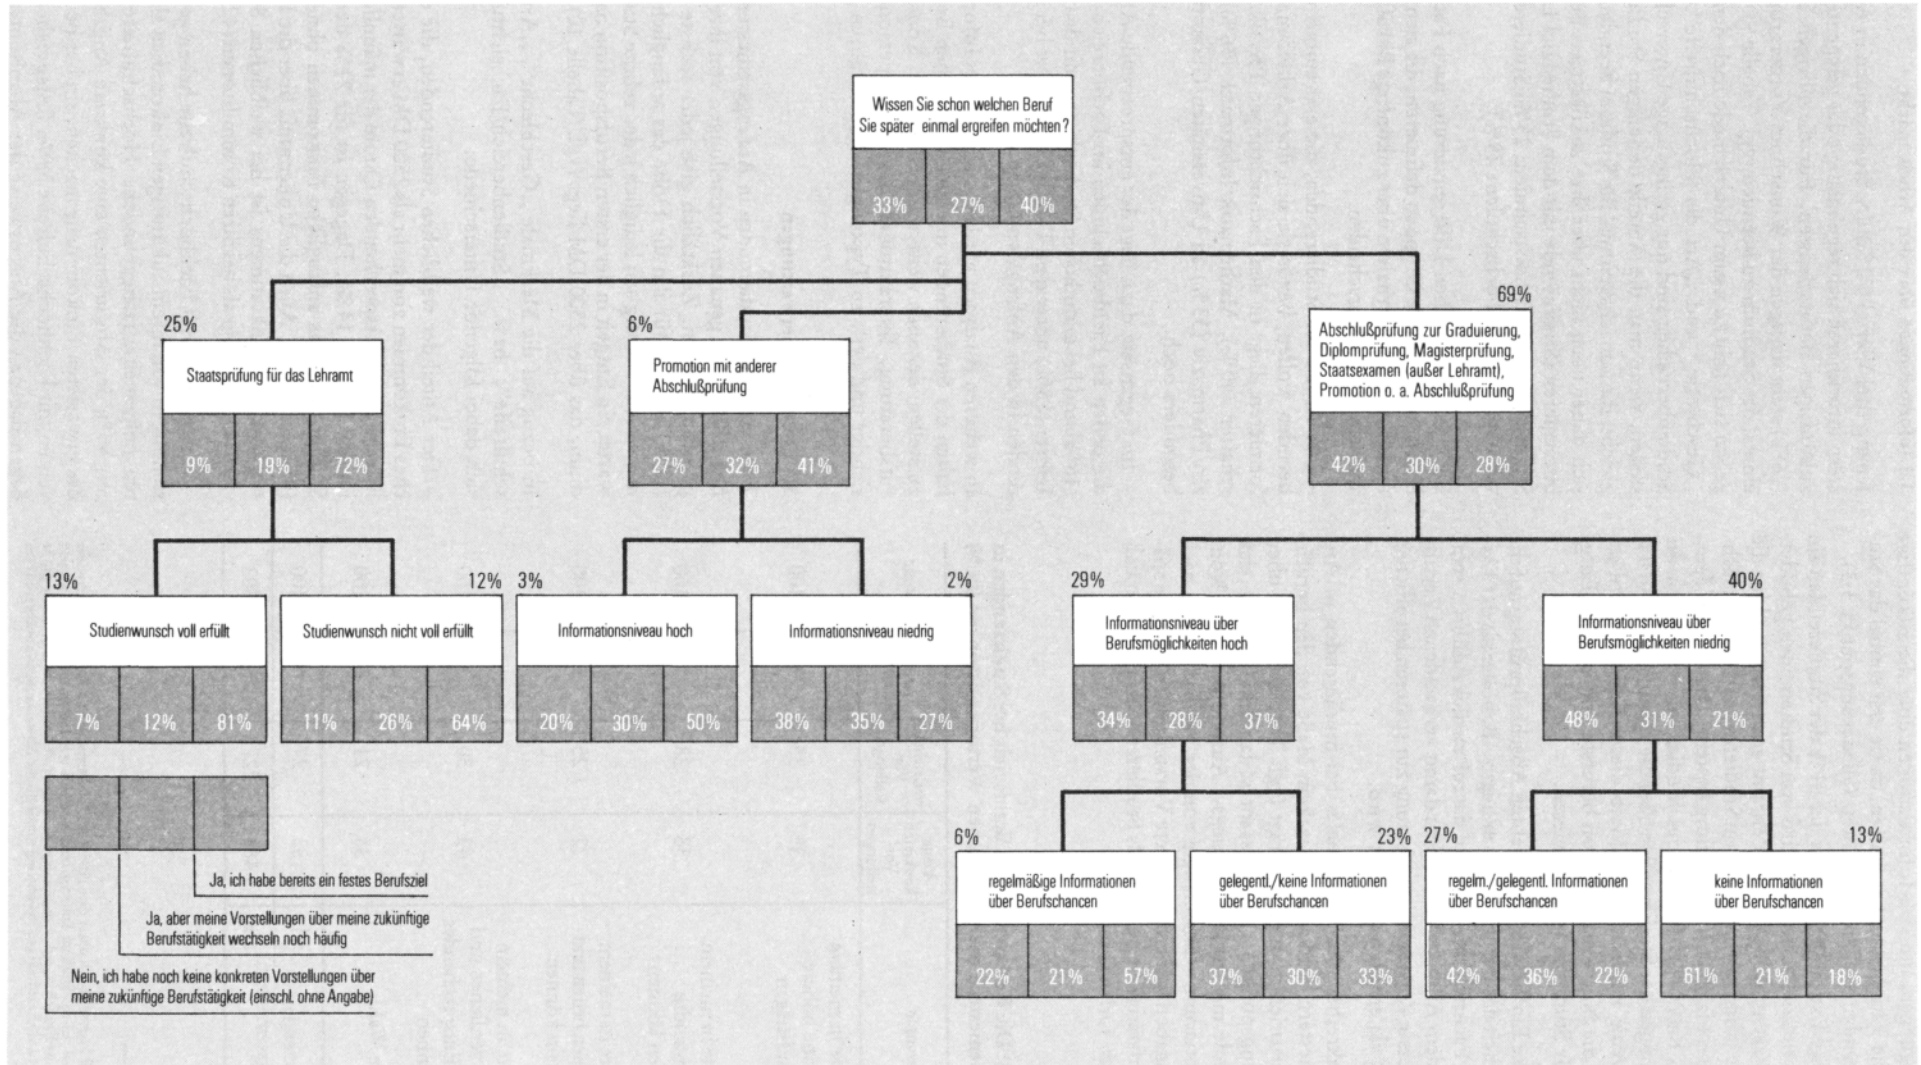 Wissen Sie schon welchen Beruf
Sie später einmal ergreifen möchten?
33% 27% 40%
25%
Staatsprüfung für das Lehramt
9% 19% 72%
6%
Promotion mit anderer
Abschlußprüfung
27% 32% 41%
69%
Abschlußprüfung zur Graduierung,
Diplomprüfung, Magisterprüfung,
Staatsexamen (außer Lehramt),
Promotion o. a. Abschlußprüfung
42% 30% 28%
13%
Studienwunsch voll erfüllt
7% 12% 81%
12%
Studienwunsch nicht voll erfüllt
11% 26% 64%
3%
Informationsniveau hoch
20% 30% 50%
2%
Informationsniveau niedrig
38% 35% 27%
29%
Informationsniveau über
Berufsmöglichkeiten hoch
34% 28% 37%
40%
Informationsniveau über
Berufsmöglichkeiten niedrig
48% 31% 21%
6%
regelmäßige Informationen
über Berufschancen
22% 21% 57%
23%
gelegentl./keine Informationen
über Berufschancen
37% 30% 33%
27%
regelm./gelegentl. Informationen
über Berufschancen
42% 36% 22%
13%
keine Informationen
über Berufschancen
61% 21% 18%
Ja, ich habe bereits ein festes Berufsziel
Ja, aber meine Vorstellungen über meine zukünftige
Berufstätigkeit wechseln noch häufig
Nein, ich habe noch keine konkreten Vorstellungen über
meine zukünftige Berufstätigkeit (einschl. ohne Angabe)